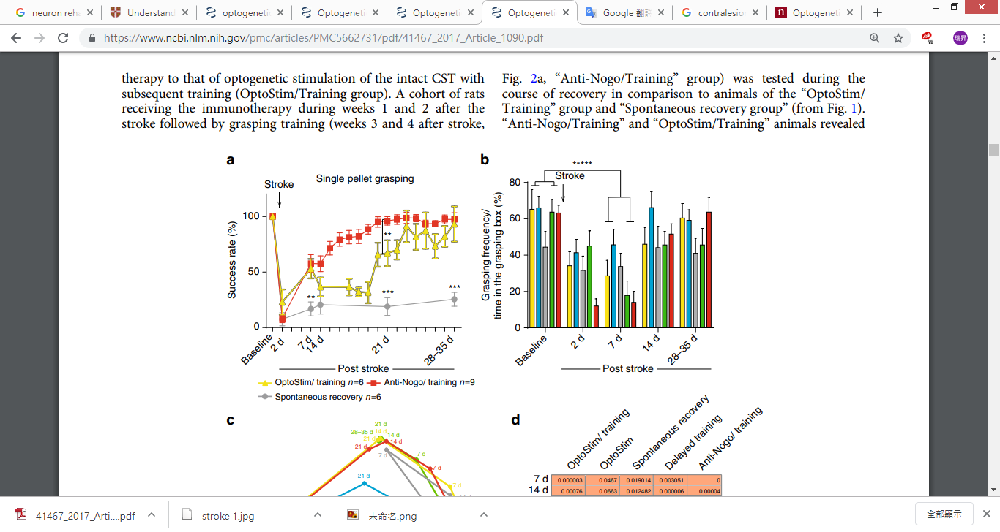 neuron reha
Understand
optogeneti
Optogeneti
Optogeneti
Optogeneti
Google 翻譯
contralesion
Optogeneti
https://www.ncbi.nlm.nih.gov/pmc/articles/PMC5662731/pdf/41467_2017_Article_1090.pdf
瑞昇
therapy to that of optogenetic stimulation of the intact CST with
subsequent training (OptoStim/Training group). A cohort of rats
receiving the immunotherapy during weeks 1 and 2 after the
stroke followed by grasping training (weeks 3 and 4 after stroke,
Fig. 2a, “Anti-Nogo/Training” group) was tested during the
course of recovery in comparison to animals of the “OptoStim/
Training” group and “Spontaneous recovery group” (from Fig. 1).
“Anti-Nogo/Training” and “OptoStim/Training” animals revealed
a
Single pellet grasping
Stroke
Success rate (%)
100
50
0
**
**
***
***
Baseline
2 d
7 d
14 d
21 d
28–35 d
Post stroke
OptoStim/ training n=6
Anti-Nogo/ training n=9
Spontaneous recovery n=6
b
*-****
Stroke
Grasping frequency/
time in the grasping box (%)
80
60
40
20
0
Baseline
2 d
7 d
14 d
28–35 d
Post stroke
c
21 d
28–35 d
14 d
21 d
14 d
21 d
14 d
7 d
7 d
7 d
7 d
21 d
d
OptoStim/ training
OptoStim
Spontaneous recovery
Delayed training
Anti-Nogo/ training
7 d 0.000003 0.0467 0.019014 0.003051 0
14 d 0.00076 0.0663 0.012482 0.000006 0.00004
41467_2017_Arti....pdf
stroke 1.jpg
未命名.png
全部顯示